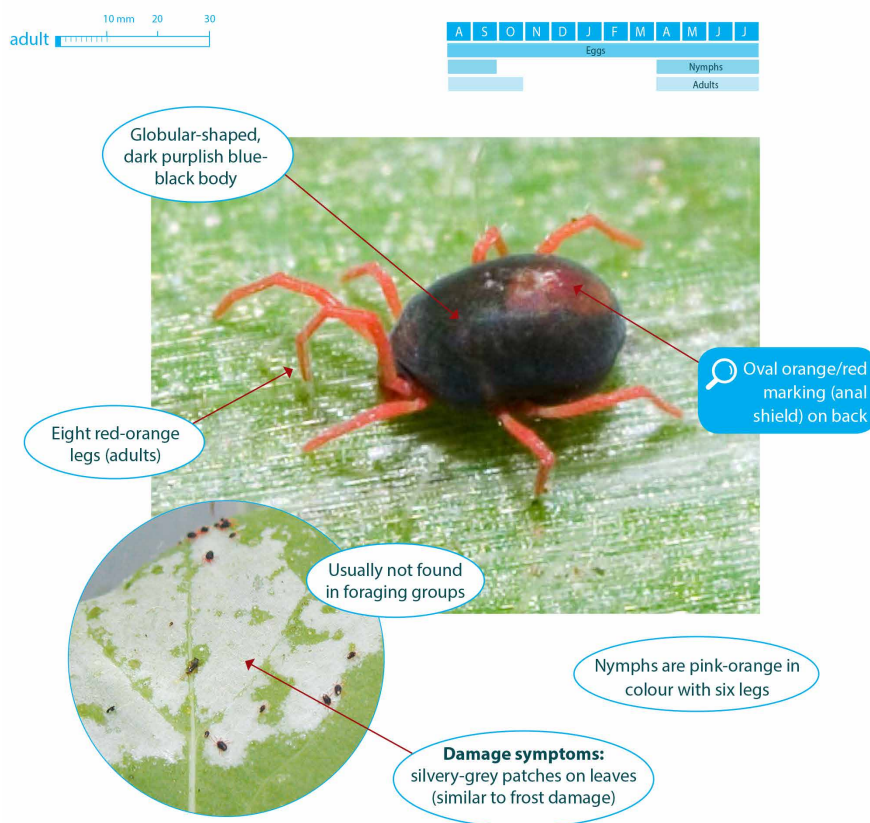 10 mm 20 30
adult
A S O N D J F M A M J J
Eggs
Nymphs
Adults
Globular-shaped,
dark purplish blue-
black body
Oval orange/red
marking (anal
shield) on back
Eight red-orange
legs (adults)
Usually not found
in foraging groups
Nymphs are pink-orange in
colour with six legs
Damage symptoms:
silvery-grey patches on leaves
(similar to frost damage)